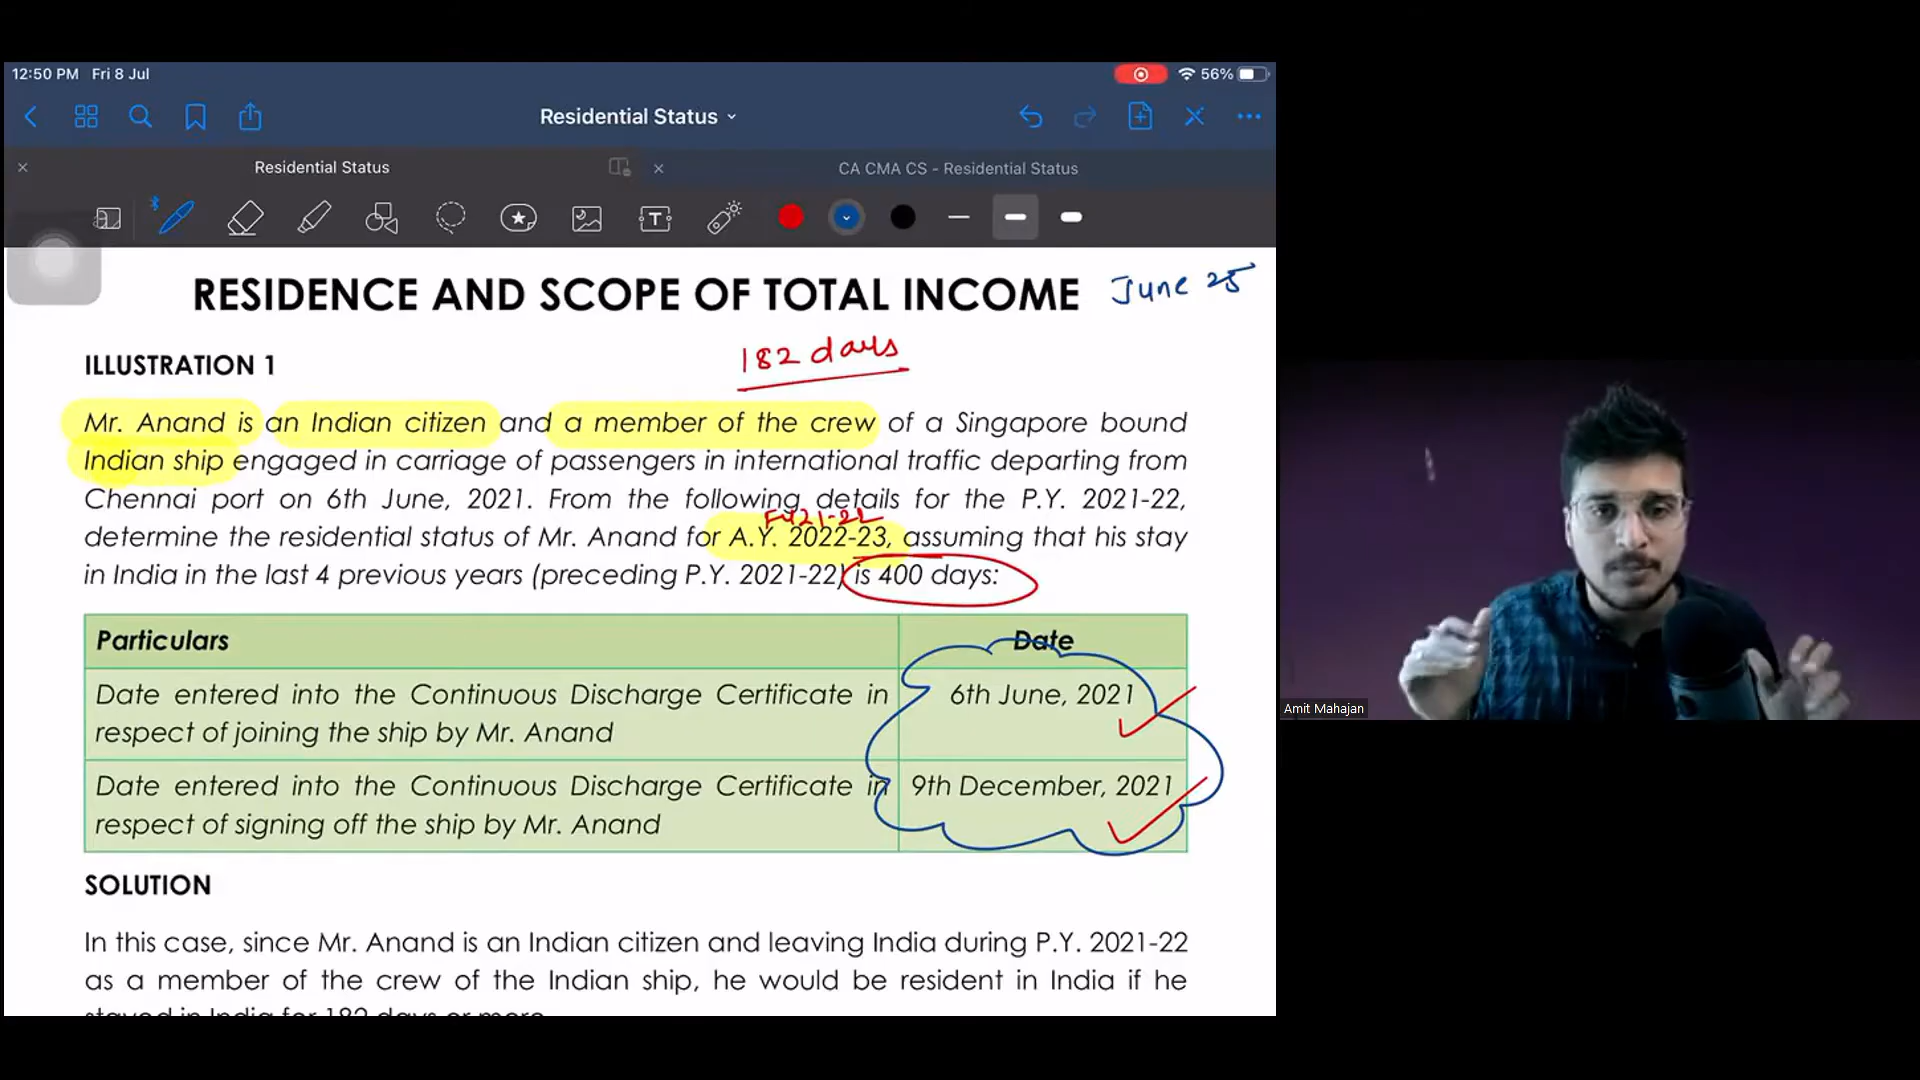 12:50 PM Fri 8 Jul
56%
Residential Status
Residential Status
CA CMA CS - Residential Status
T
RESIDENCE AND SCOPE OF TOTAL INCOME
June 25
ILLUSTRATION 1
182 days
Mr. Anand is an Indian citizen and a member of the crew of a Singapore bound
Indian ship engaged in carriage of passengers in international traffic departing from
Chennai port on 6th June, 2021. From the following details for the P.Y. 2021-22,
FY21-22
determine the residential status of Mr. Anand for A.Y. 2022-23, assuming that his stay
in India in the last 4 previous years (preceding P.Y. 2021-22) is 400 days:
Particulars
Date
Date entered into the Continuous Discharge Certificate in
respect of joining the ship by Mr. Anand
6th June, 2021
Date entered into the Continuous Discharge Certificate in
respect of signing off the ship by Mr. Anand
9th December, 2021
Amit Mahajan
SOLUTION
In this case, since Mr. Anand is an Indian citizen and leaving India during P.Y. 2021-22
as a member of the crew of the Indian ship, he would be resident in India if he
stayed in India for 182 days or more